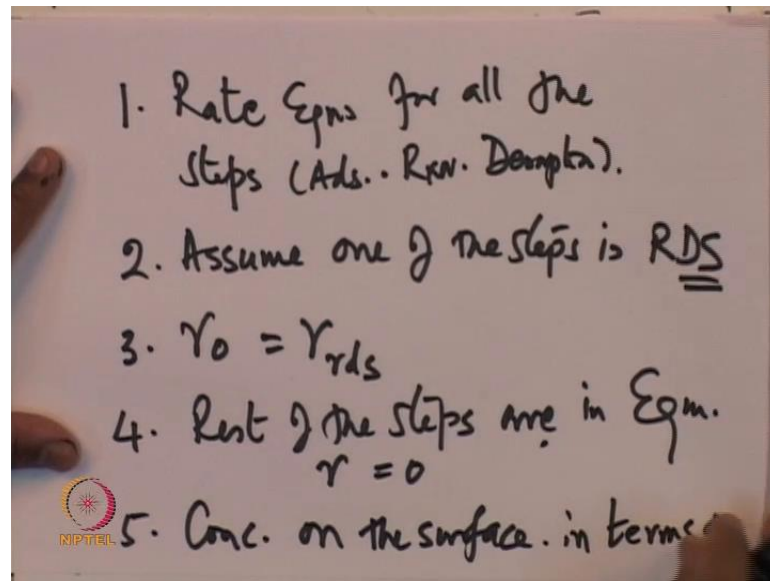 1. Rate Eqns for all the
steps (Ads.. Rxn. Desorptn).
2. Assume one of the steps is RDS
3. r0 = rrds
4. Rest of the steps are in Eqm.
r = 0
5. Conc. on the surface. in terms
NPTEL